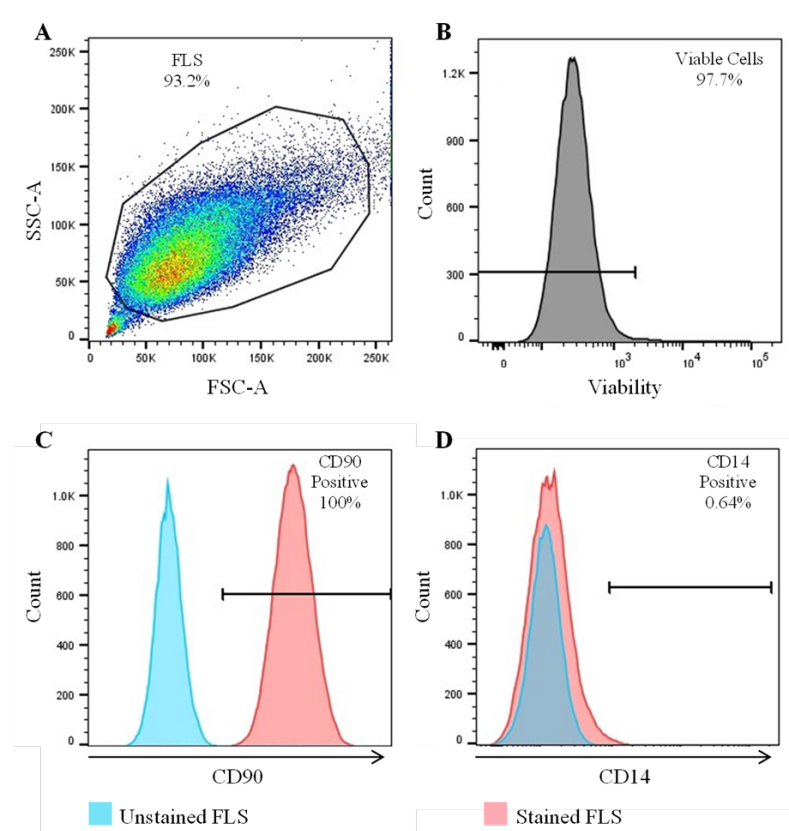 A
FLS
93.2%
250K
200K
150K
100K
50K
0
SSC-A
0 50K 100K 150K 200K 250K
FSC-A
B
Viable Cells
97.7%
1.2K
900
600
300
0
Count
0 10³ 10⁴ 10⁵
Viability
C
CD90
Positive
100%
1.0K
800
600
400
200
0
Count
CD90
D
CD14
Positive
0.64%
1.0K
800
600
400
200
0
Count
CD14
Unstained FLS
Stained FLS